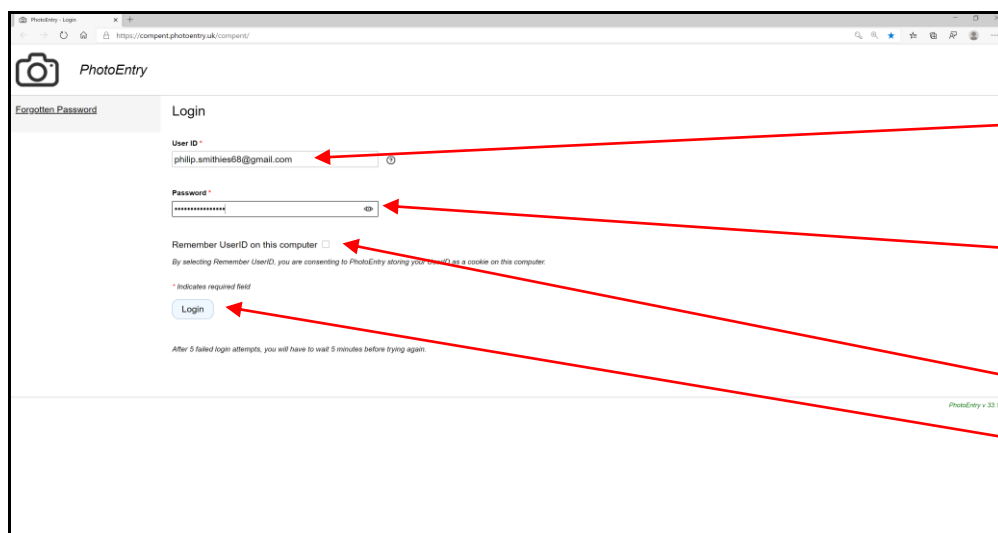 PhotoEntry - Login
https://compent.photoentry.uk/compent/
PhotoEntry
Forgotten Password
Login
User ID *
philip.smithies68@gmail.com
Password *
••••••••••••••••
Remember UserID on this computer
By selecting Remember UserID, you are consenting to PhotoEntry storing your UserID as a cookie on this computer.
* Indicates required field
Login
After 5 failed login attempts, you will have to wait 5 minutes before trying again.
PhotoEntry v 33.